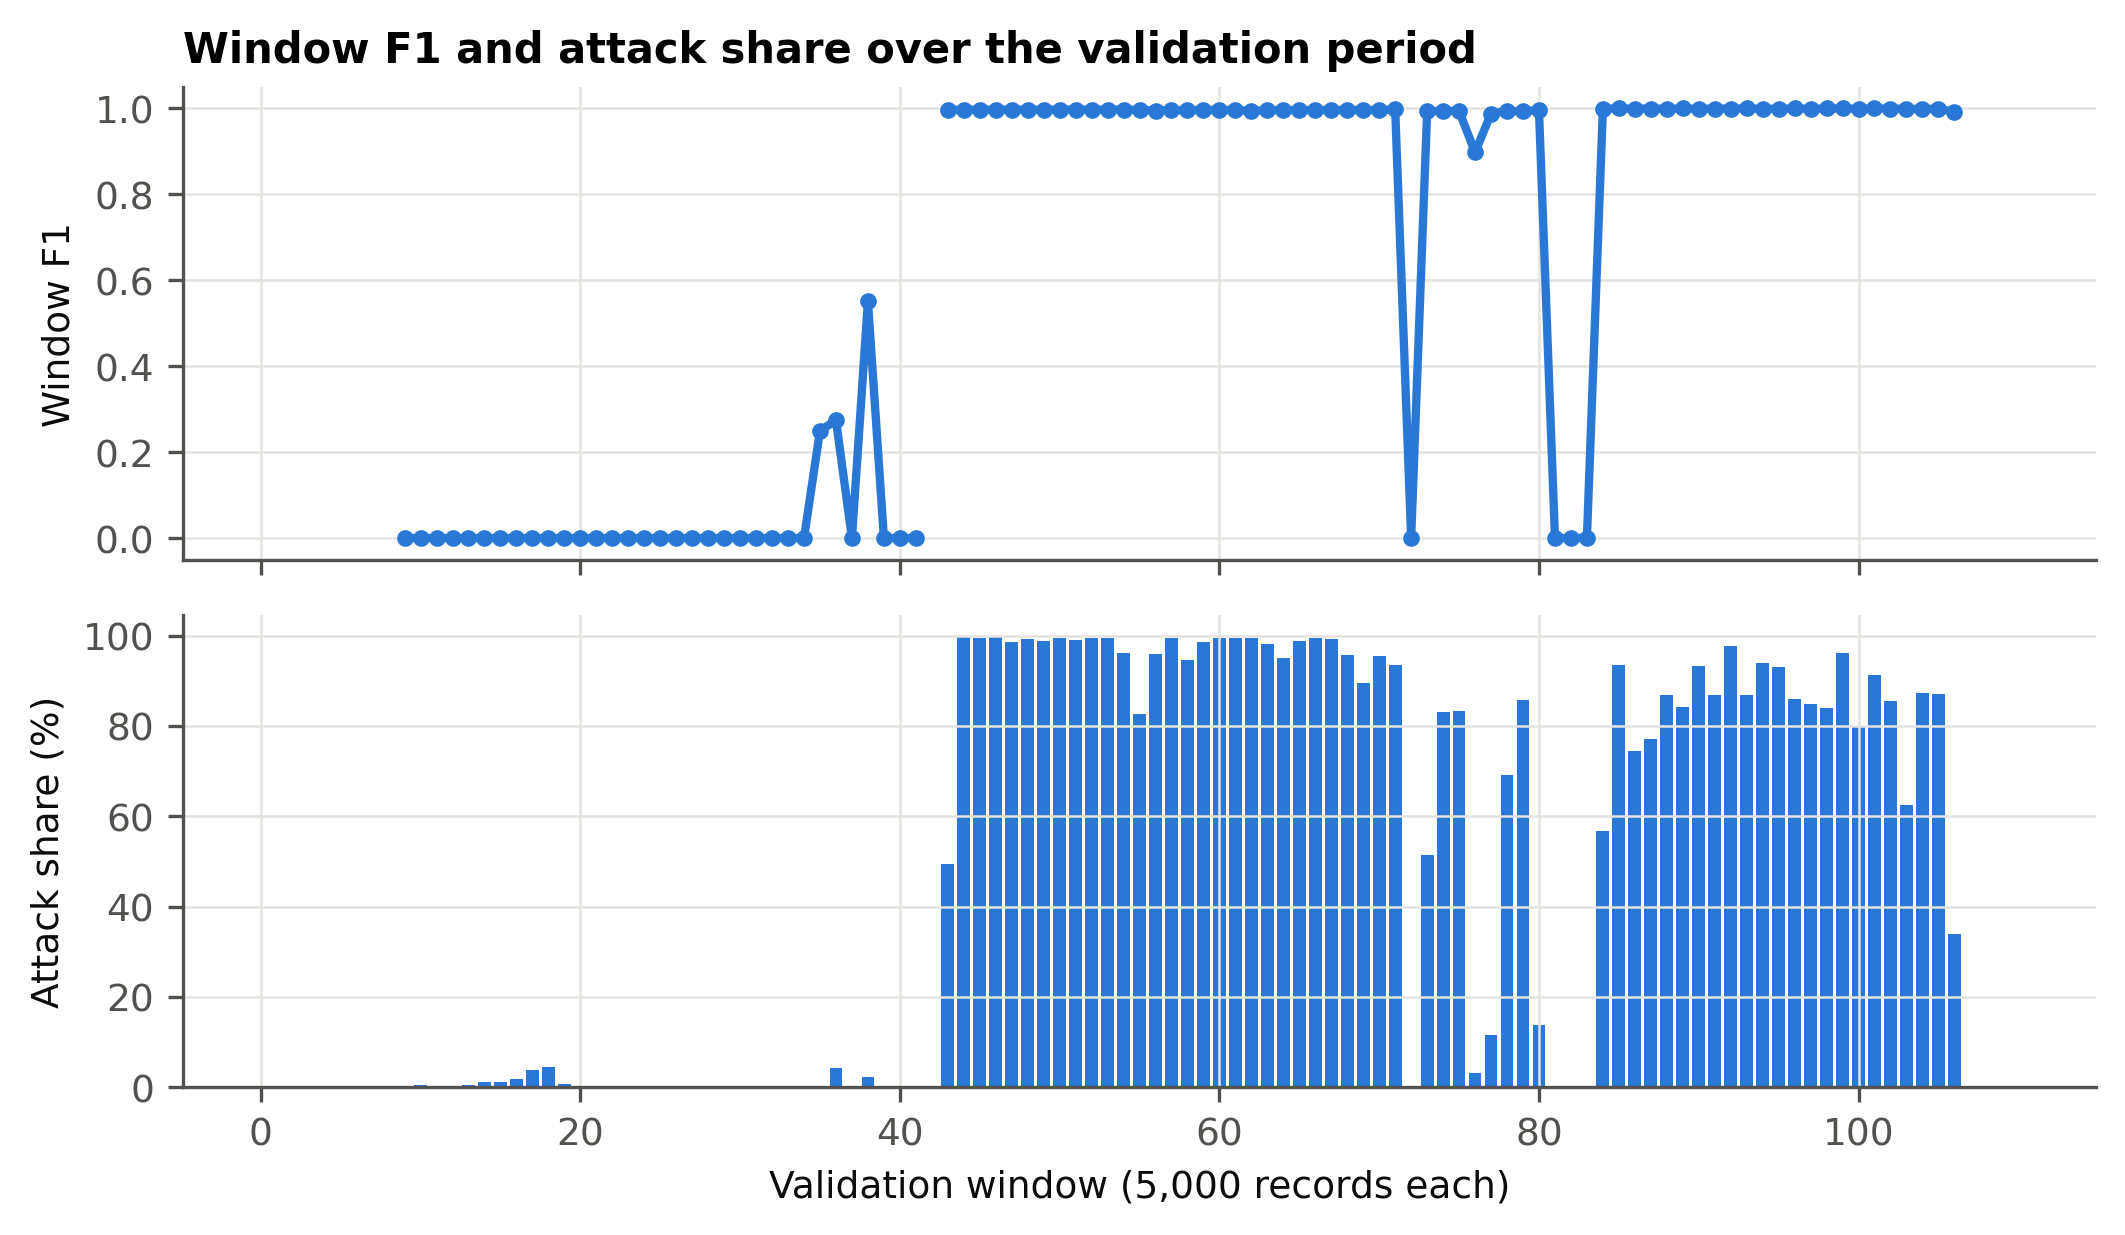 Window F1 and attack share over the validation period
1.0
0.8
0.6
0.4
0.2
0.0
Window F1
100
80
60
40
20
0
Attack share (%)
0 20 40 60 80 100
Validation window (5,000 records each)